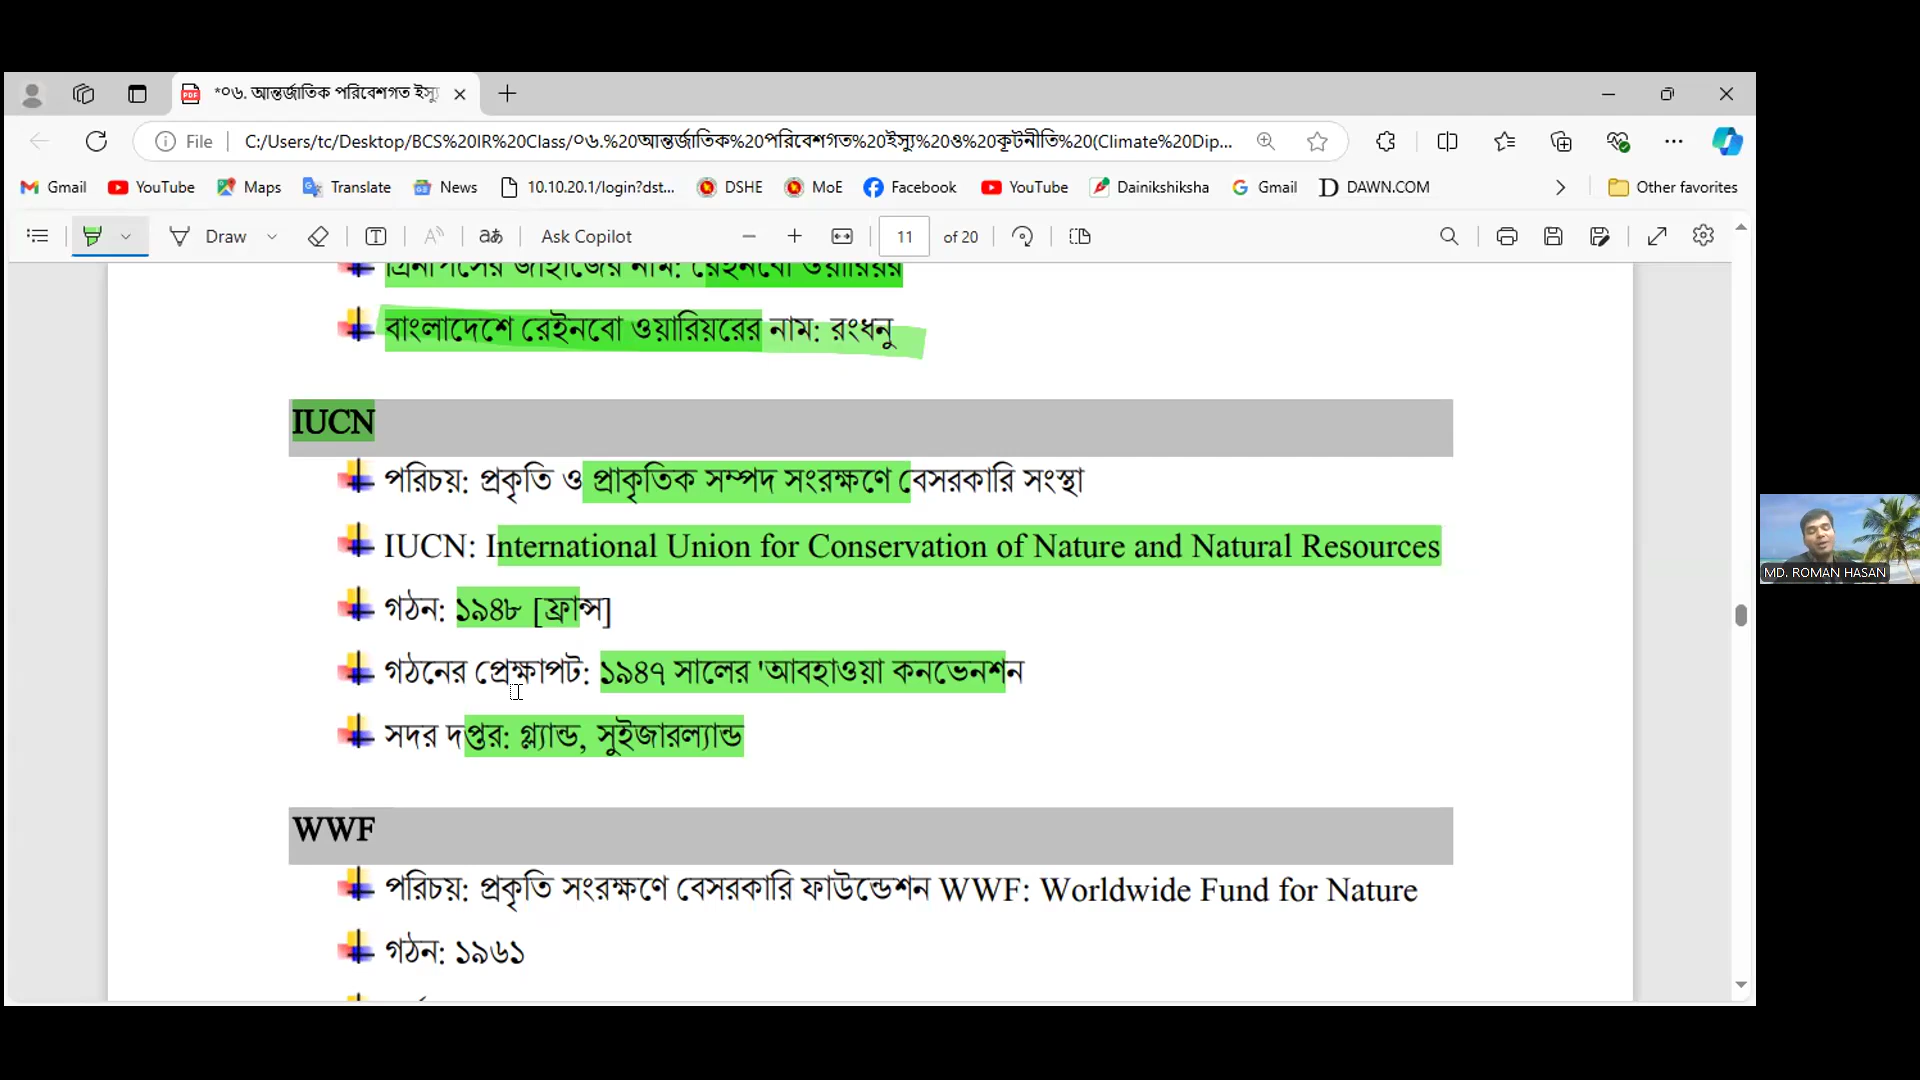 *০৬. আন্তর্জাতিক পরিবেশগত ইস্যু
File C:/Users/tc/Desktop/BCS%20IR%20Class/০৬.%20আন্তর্জাতিক%20পরিবেশগত%20ইস্যু%20ও%20কূটনীতি%20(Climate%20Dip...
Gmail YouTube Maps Translate News 10.10.20.1/login?dst... DSHE MoE Facebook YouTube Dainikshiksha Gmail DAWN.COM Other favorites
Draw Ask Copilot 11 of 20
গ্রিনপিসের জাহাজের নাম: রেইনবো ওয়ারিয়র
বাংলাদেশে রেইনবো ওয়ারিয়রের নাম: রংধনু
IUCN
পরিচয়: প্রকৃতি ও প্রাকৃতিক সম্পদ সংরক্ষণে বেসরকারি সংস্থা
IUCN: International Union for Conservation of Nature and Natural Resources
গঠন: ১৯৪৮ [ফ্রান্স]
গঠনের প্রেক্ষাপট: ১৯৪৭ সালের 'আবহাওয়া কনভেনশন
সদর দপ্তর: গ্ল্যান্ড, সুইজারল্যান্ড
MD. ROMAN HASAN
WWF
পরিচয়: প্রকৃতি সংরক্ষণে বেসরকারি ফাউন্ডেশন WWF: Worldwide Fund for Nature
গঠন: ১৯৬১